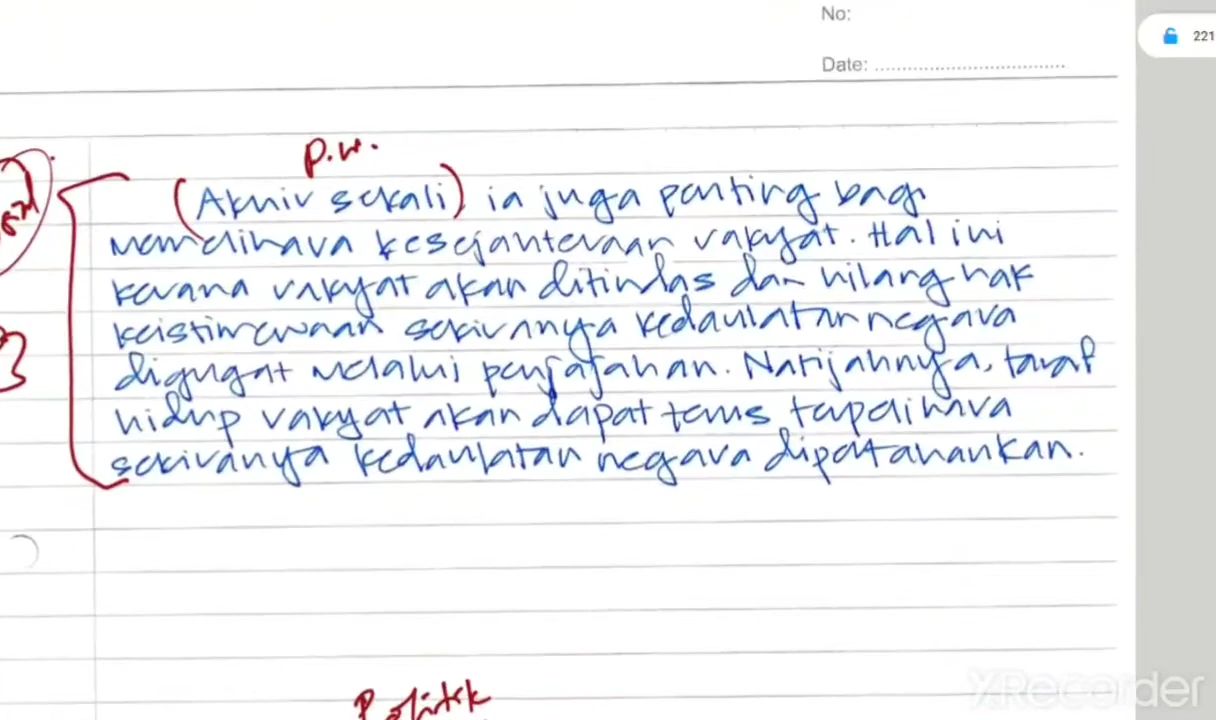 No:
Date: ..............................
221
P.W.
(Akhir sekali) ia juga penting bagi
memelihara kesejahteraan rakyat. Hal ini
kerana rakyat akan ditindas dan hilang hak
keistimewaan sekiranya kedaulatan negara
digugat melalui penjajahan. Natijahnya, taraf
hidup rakyat akan dapat terus terpelihara
sekiranya kedaulatan negara dipertahankan.
3
Politik
XRecorder